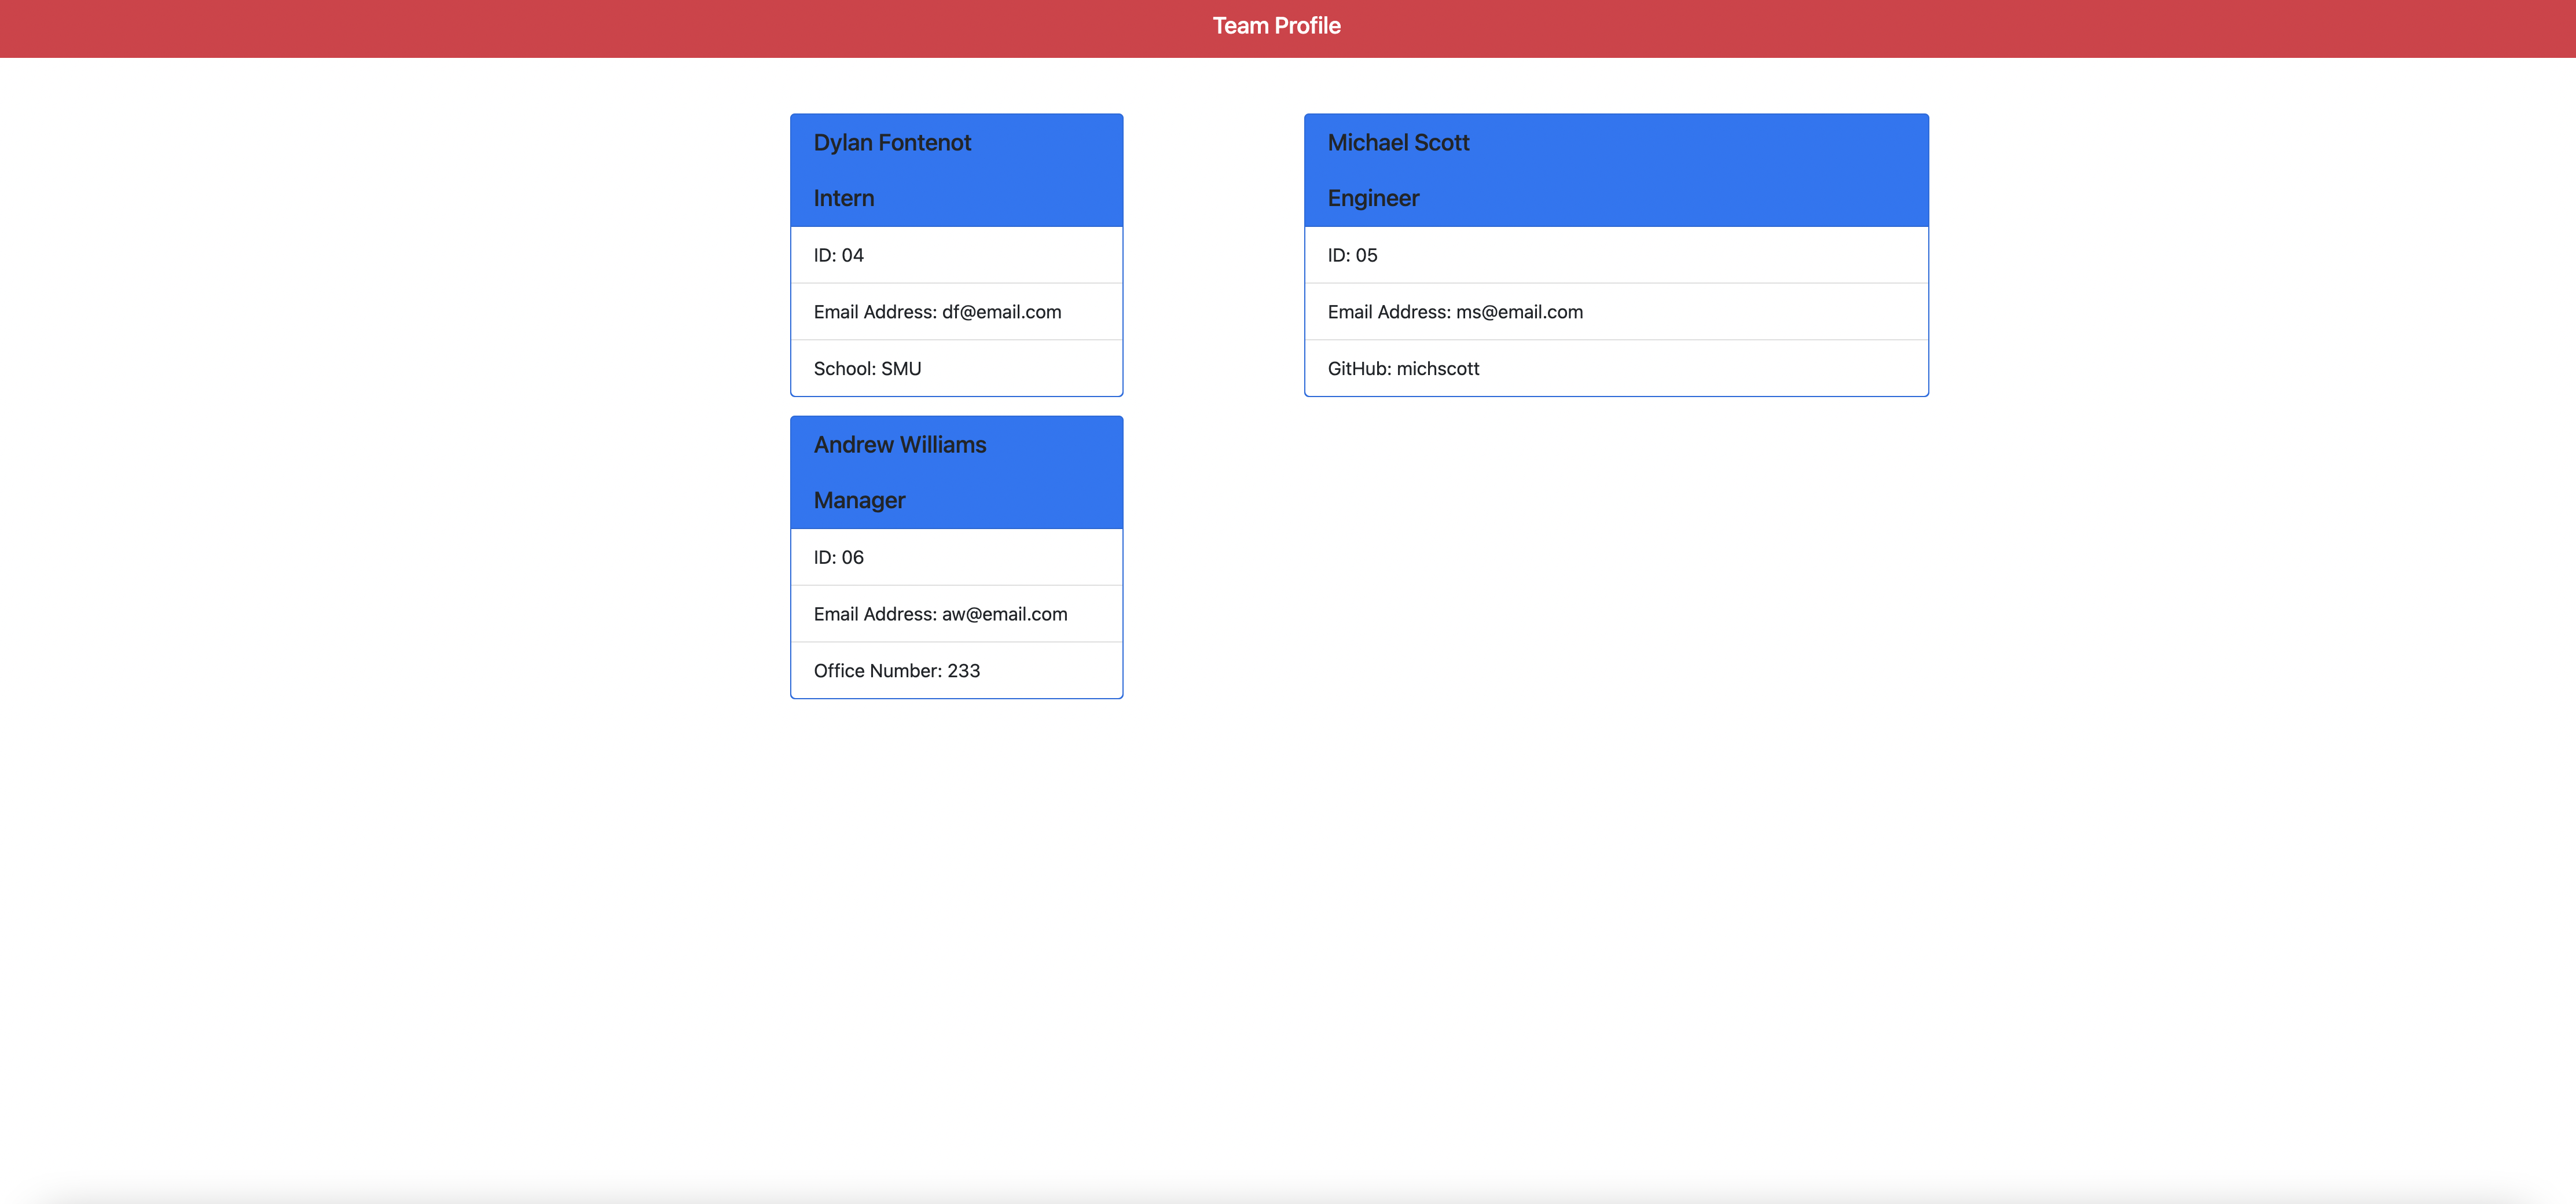 Team Profile
Dylan Fontenot
Intern
ID: 04
Email Address: df@email.com
School: SMU
Michael Scott
Engineer
ID: 05
Email Address: ms@email.com
GitHub: michscott
Andrew Williams
Manager
ID: 06
Email Address: aw@email.com
Office Number: 233